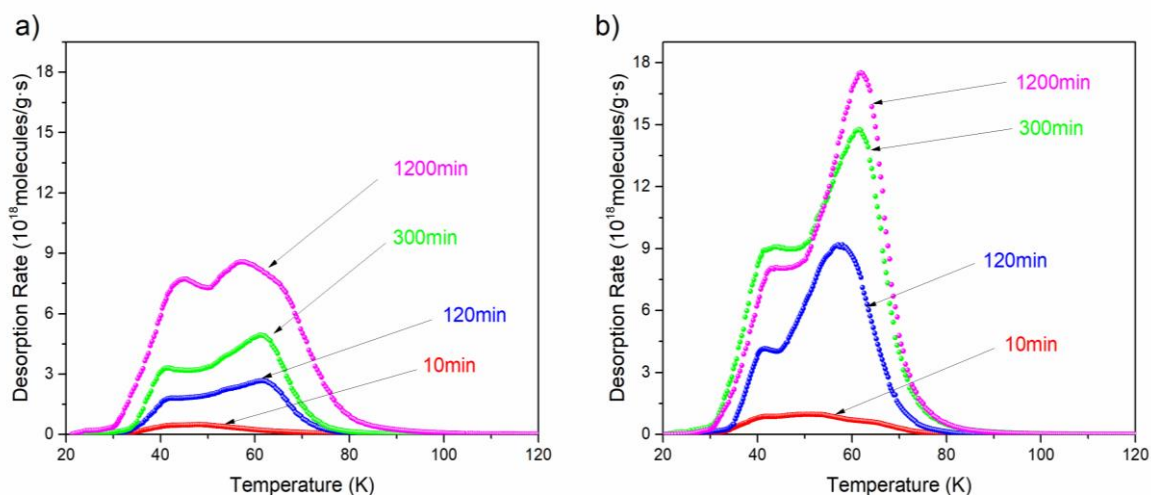 a)
Desorption Rate (10¹⁸molecules/g·s)
18
15
12
9
6
3
0
1200min
300min
120min
10min
20 40 60 80 100 120
Temperature (K)
b)
Desorption Rate (10¹⁸molecules/g·s)
18
15
12
9
6
3
0
1200min
300min
120min
10min
20 40 60 80 100 120
Temperature (K)